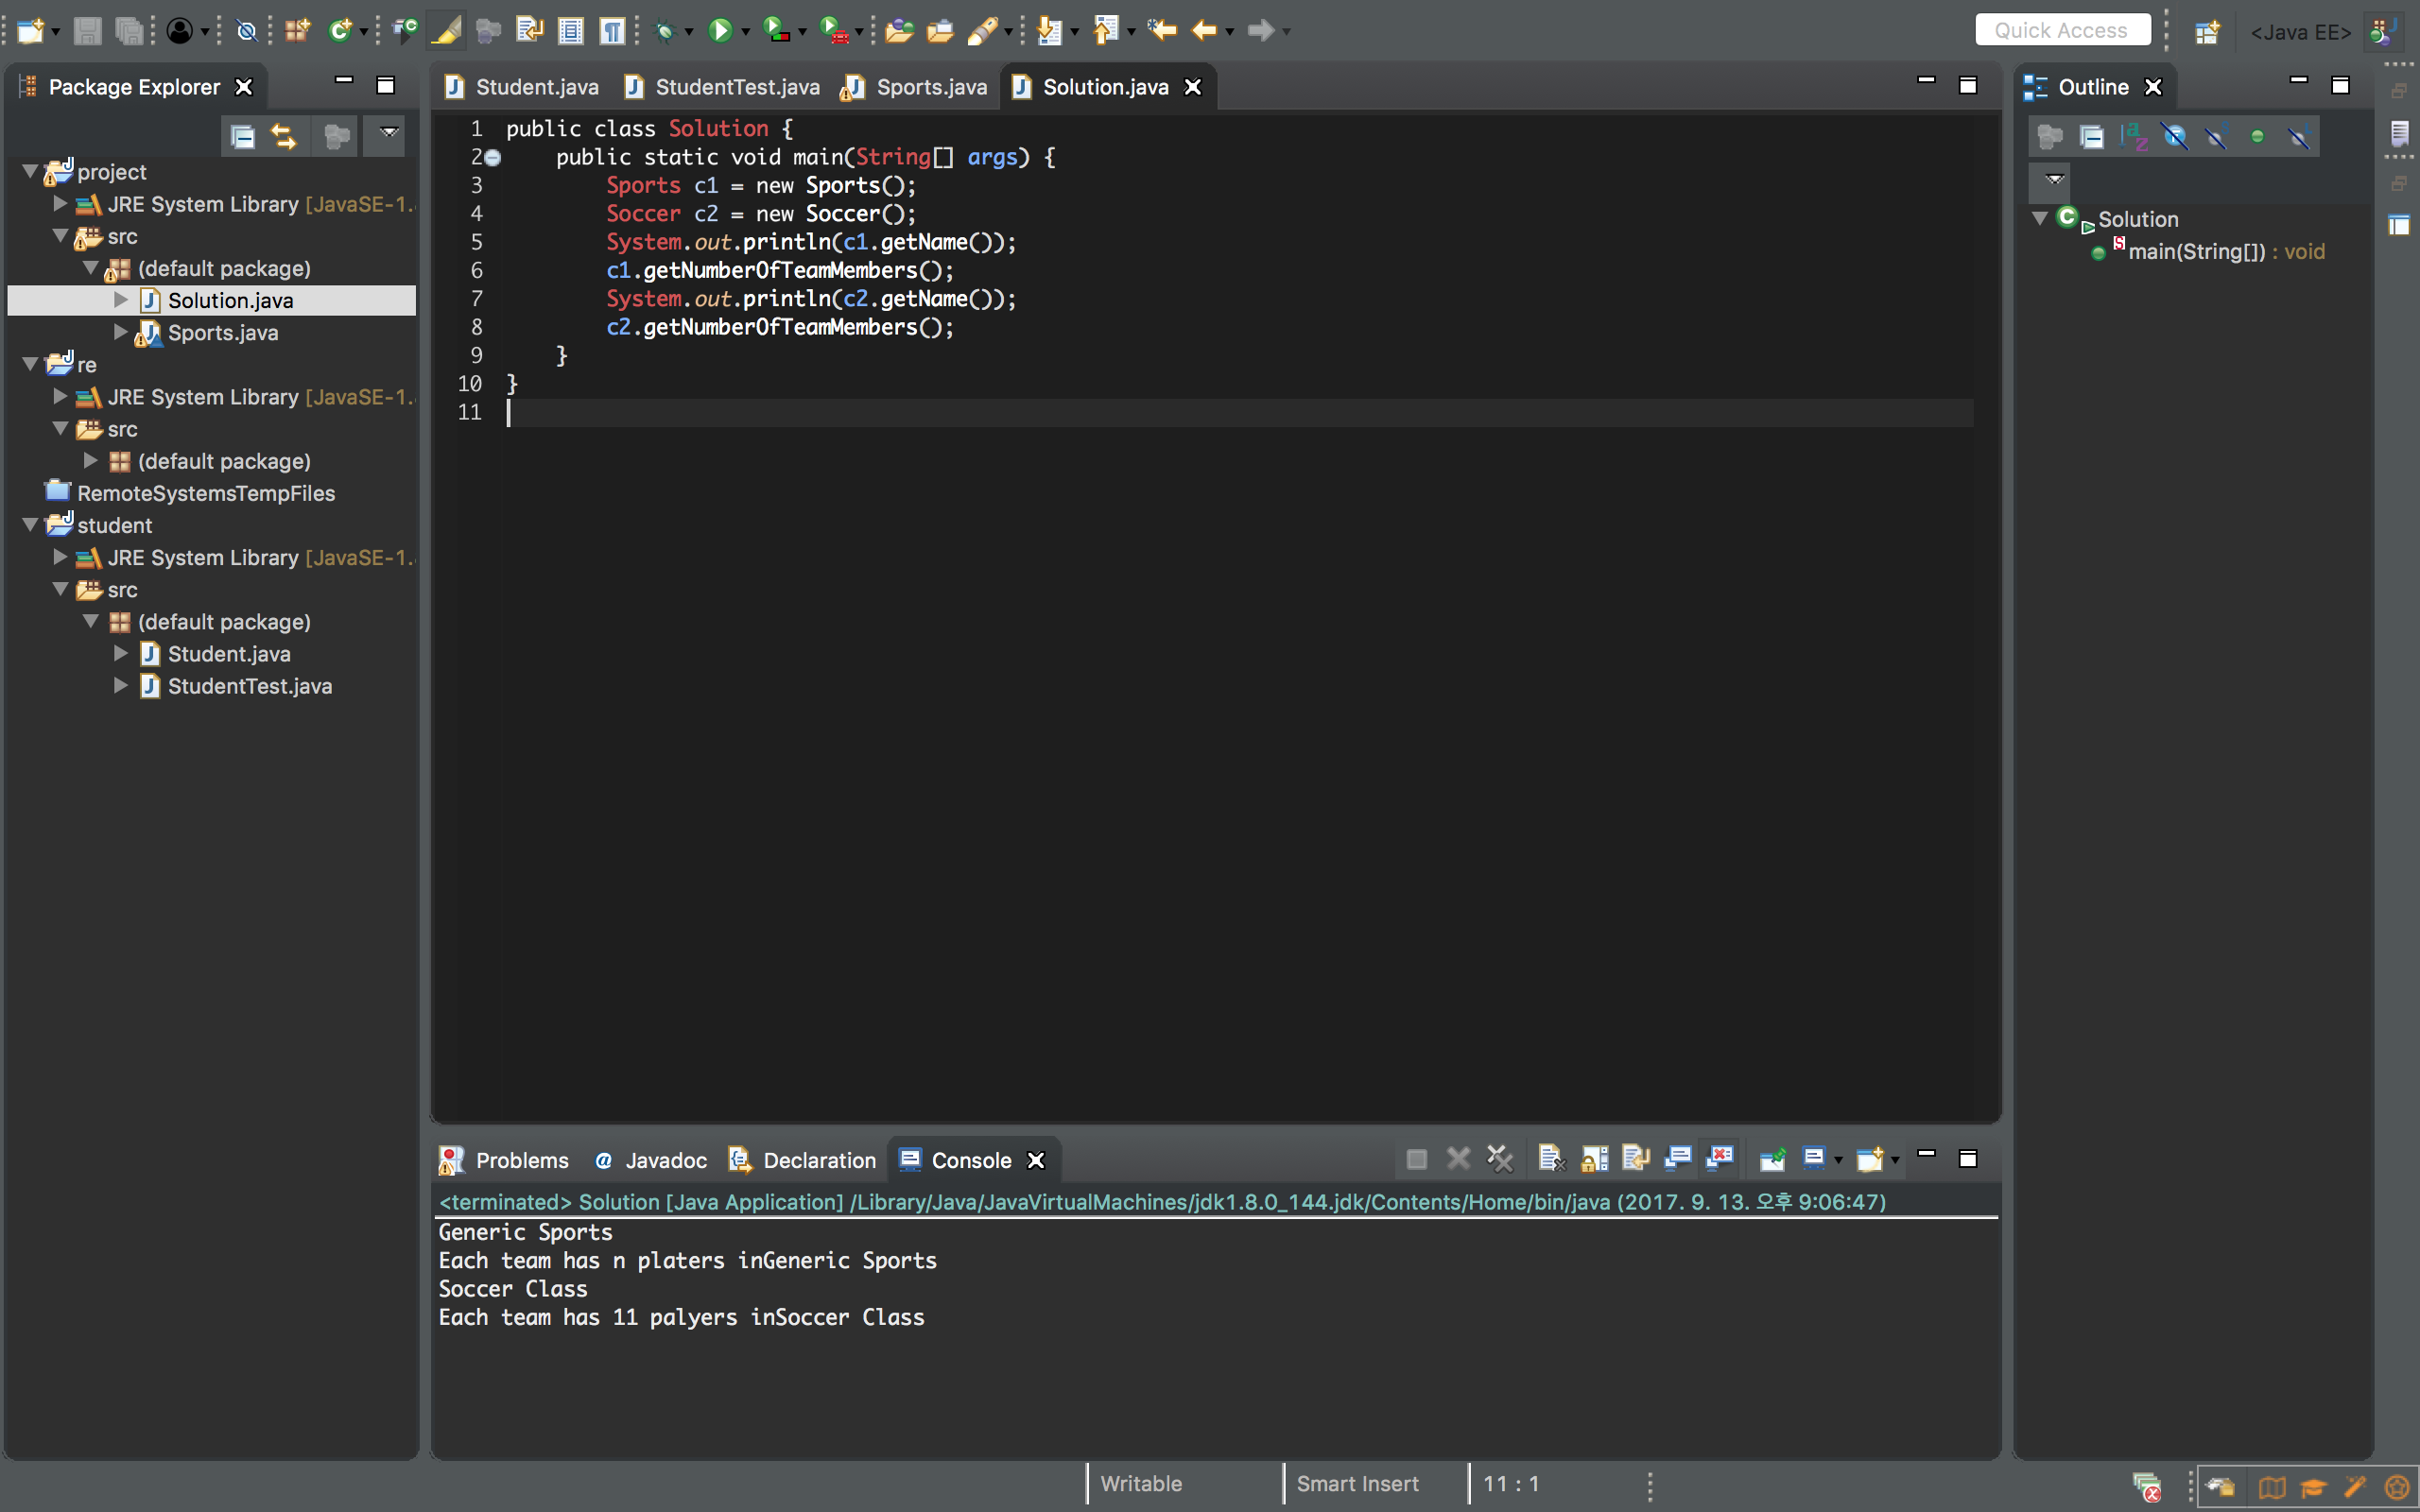 Quick Access
<Java EE>
Package Explorer
project
JRE System Library [JavaSE-1.
src
(default package)
Solution.java
Sports.java
re
JRE System Library [JavaSE-1.
src
(default package)
RemoteSystemsTempFiles
student
JRE System Library [JavaSE-1.
src
(default package)
Student.java
StudentTest.java
Student.java StudentTest.java Sports.java Solution.java
1 public class Solution {
2 public static void main(String[] args) {
3 Sports c1 = new Sports();
4 Soccer c2 = new Soccer();
5 System.out.println(c1.getName());
6 c1.getNumberOfTeamMembers();
7 System.out.println(c2.getName());
8 c2.getNumberOfTeamMembers();
9 }
10 }
11
Outline
Solution
main(String[]) : void
Problems Javadoc Declaration Console
<terminated> Solution [Java Application] /Library/Java/JavaVirtualMachines/jdk1.8.0_144.jdk/Contents/Home/bin/java (2017. 9. 13. 오후 9:06:47)
Generic Sports
Each team has n platers inGeneric Sports
Soccer Class
Each team has 11 palyers inSoccer Class
Writable Smart Insert 11 : 1